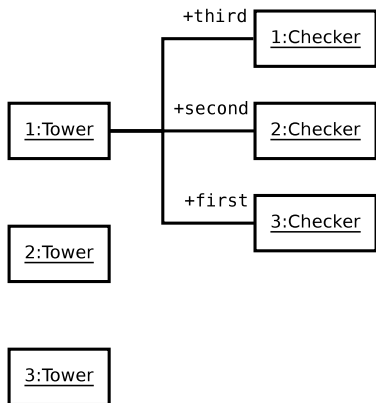 +third
1:Checker
+second
1:Tower
2:Checker
+first
3:Checker
2:Tower
3:Tower